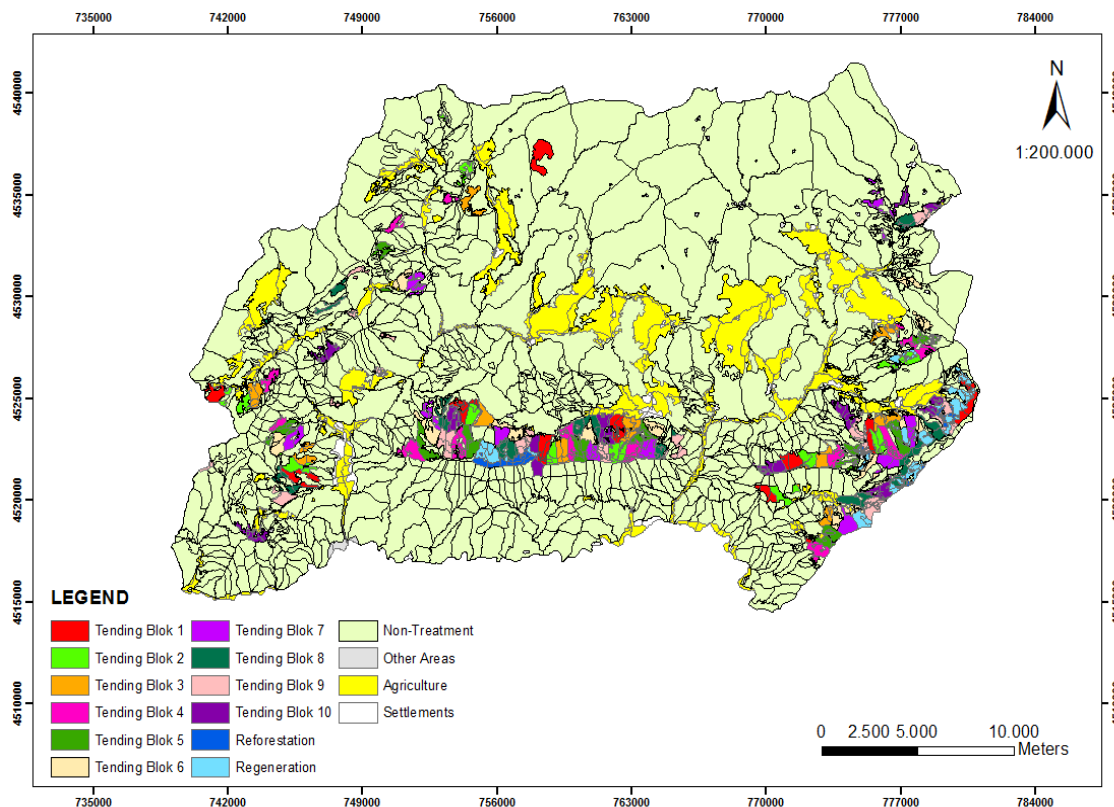 735000 742000 749000 756000 763000 770000 777000 784000
N
1:200.000
4540000
4535000
4530000
4525000
4520000
4515000
4510000
LEGEND
Tending Blok 1 Tending Blok 7 Non-Treatment
Tending Blok 2 Tending Blok 8 Other Areas
Tending Blok 3 Tending Blok 9 Agriculture
Tending Blok 4 Tending Blok 10 Settlements
Tending Blok 5 Reforestation
Tending Blok 6 Regeneration
0 2.500 5.000 10.000
Meters
735000 742000 749000 756000 763000 770000 777000 784000